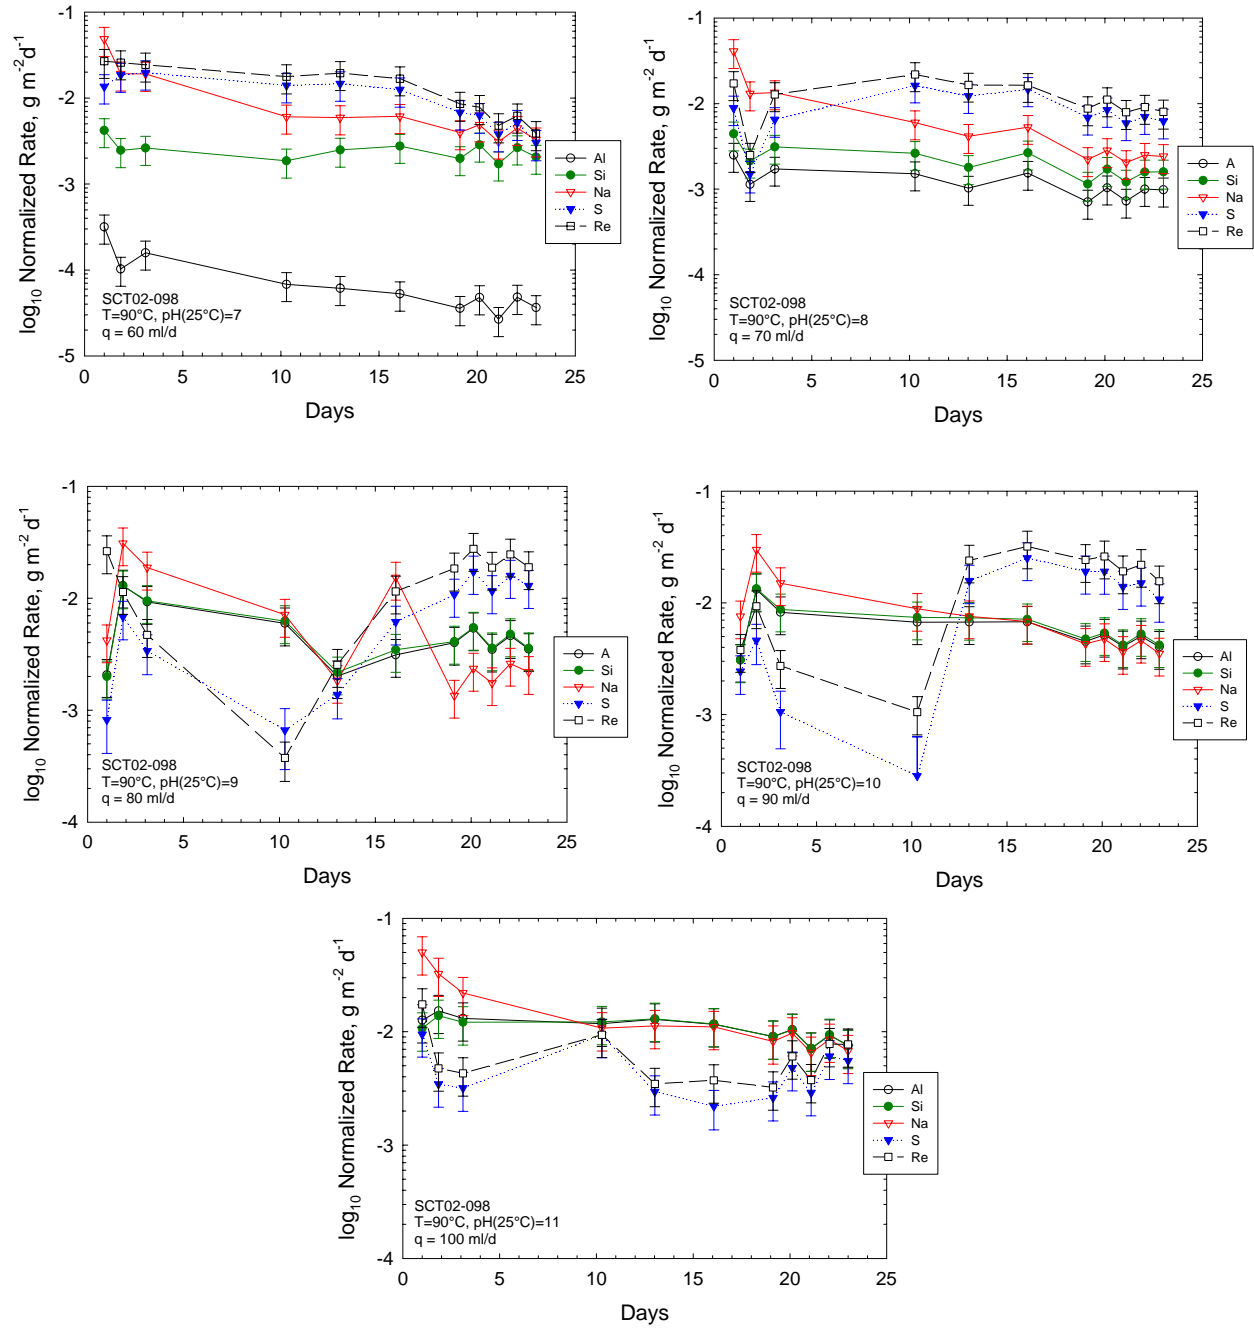 log10 Normalized Rate, g m-2 d-1
-1
-2
-3
-4
-5
0
5
10
15
20
25
Days
SCT02-098
T=90°C, pH(25°C)=7
q = 60 ml/d
Al
Si
Na
S
Re
log10 Normalized Rate, g m-2d-1
-1
-2
-3
-4
-5
0
5
10
15
20
25
Days
SCT02-098
T=90°C, pH(25°C)=8
q = 70 ml/d
A
Si
Na
S
Re
log10 Normalized Rate, g m-2 d-1
-1
-2
-3
-4
0
5
10
15
20
25
Days
SCT02-098
T=90°C, pH(25°C)=9
q = 80 ml/d
A
Si
Na
S
Re
log10 Normalized Rate, g m-2 d-1
-1
-2
-3
-4
0
5
10
15
20
25
Days
SCT02-098
T=90°C, pH(25°C)=10
q = 90 ml/d
Al
Si
Na
S
Re
log10 Normalized Rate, g m-2 d-1
-1
-2
-3
-4
0
5
10
15
20
25
Days
SCT02-098
T=90°C, pH(25°C)=11
q = 100 ml/d
Al
Si
Na
S
Re